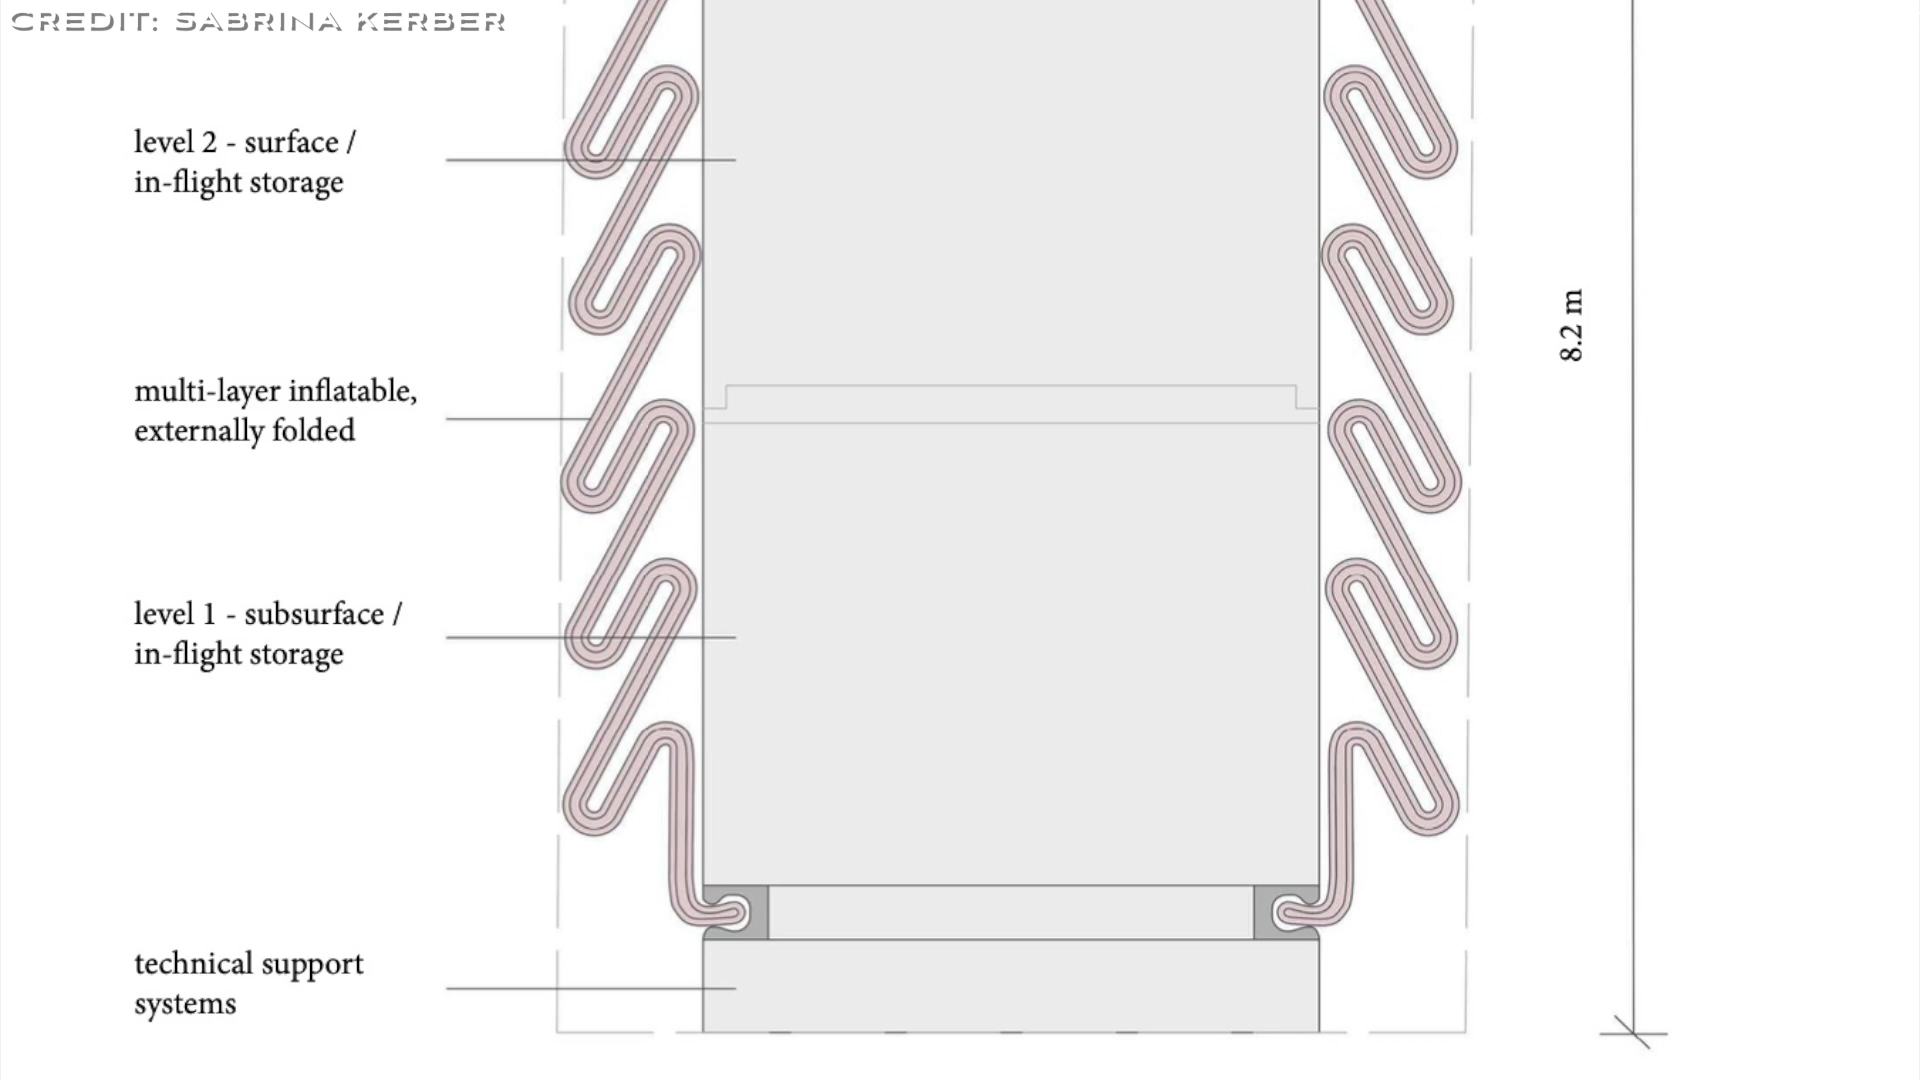 CREDIT: SABRINA KERBER
level 2 - surface /
in-flight storage
multi-layer inflatable,
externally folded
level 1 - subsurface /
in-flight storage
technical support
systems
8.2 m